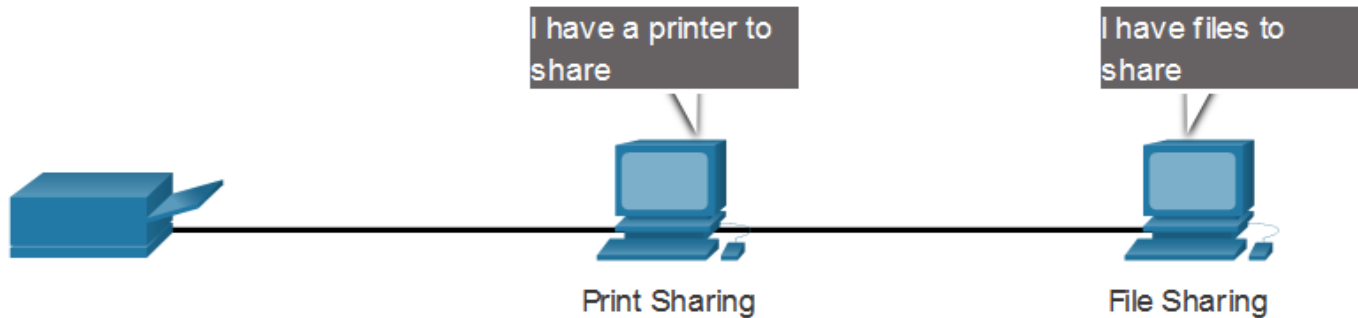 I have a printer to
share
I have files to
share
Print Sharing
File Sharing